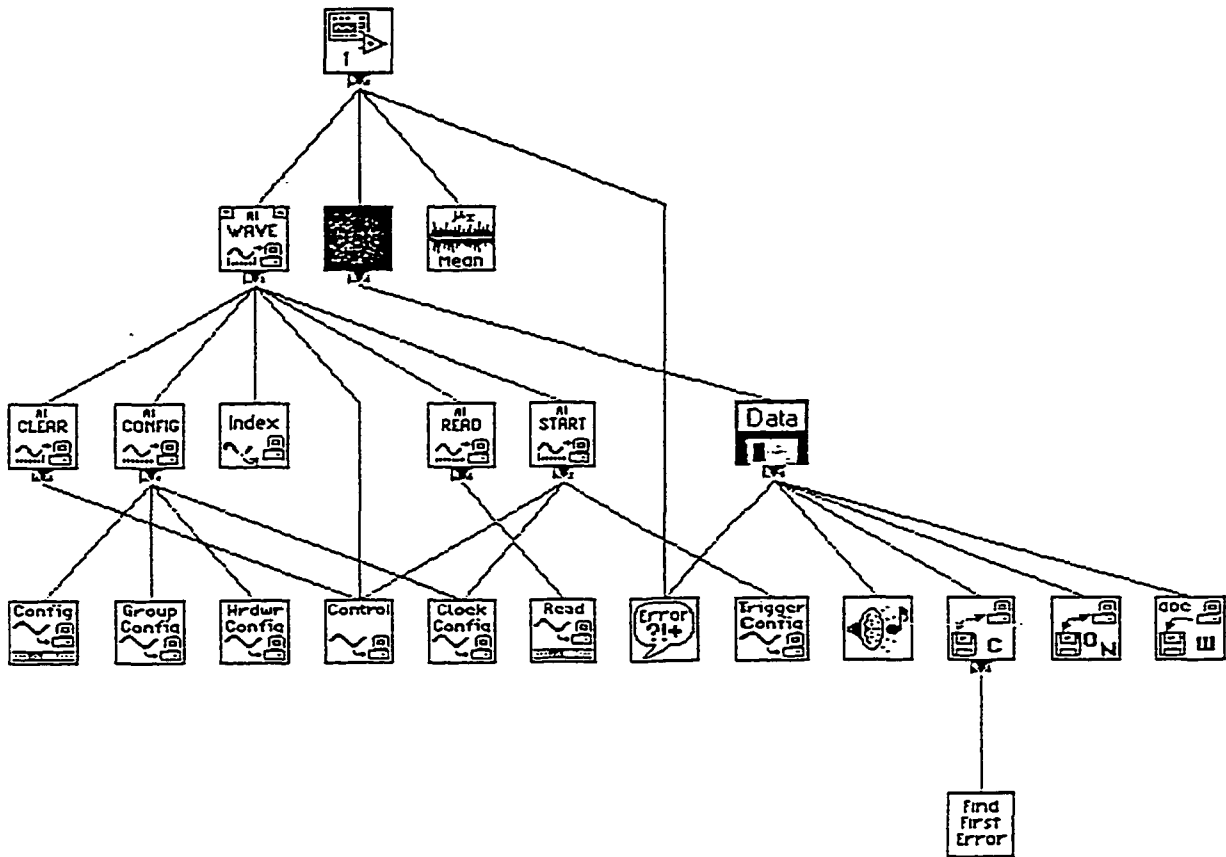 1
AI
WAVE
μ Σ
Mean
AI
CLEAR
AI
CONFIG
Index
AI
READ
AI
START
Data
Config
Group
Config
Hrdwr
Config
Control
Clock
Config
Read
Error
?!+
Trigger
Config
C
O N
abc
W
Find
First
Error